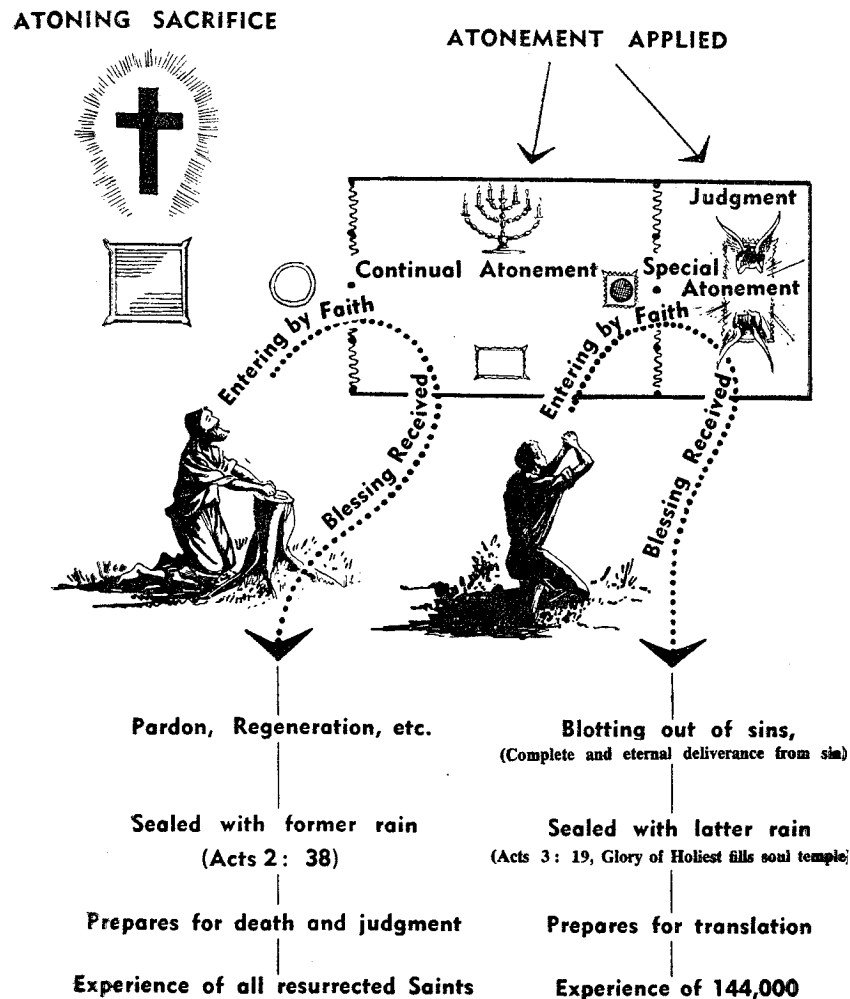 ATONING SACRIFICE
ATONEMENT APPLIED
Judgment
Continual Atonement
Special
Atonement
Entering by Faith
Entering by Faith
Blessing Received
Blessing Received
Pardon, Regeneration, etc.
Blotting out of sins,
(Complete and eternal deliverance from sin)
Sealed with former rain
(Acts 2 : 38)
Sealed with latter rain
(Acts 3 : 19, Glory of Holiest fills soul temple)
Prepares for death and judgment
Prepares for translation
Experience of all resurrected Saints
Experience of 144,000